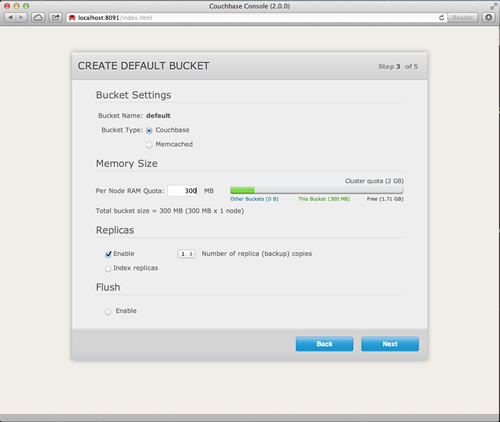 Couchbase Console (2.0.0)
localhost:8091/index.html
Reader
CREATE DEFAULT BUCKET
Step 3 of 5
Bucket Settings
Bucket Name: default
Bucket Type: Couchbase
Memcached
Memory Size
Cluster quota (2 GB)
Per Node RAM Quota: 300 MB
Other Buckets (0 B) This Bucket (300 MB) Free (1.71 GB)
Total bucket size = 300 MB (300 MB x 1 node)
Replicas
Enable 1 Number of replica (backup) copies
Index replicas
Flush
Enable
Back Next